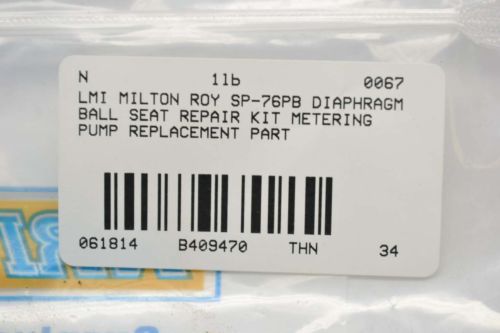 N 1lb 0067
LMI MILTON ROY SP-76PB DIAPHRAGM
BALL SEAT REPAIR KIT METERING
PUMP REPLACEMENT PART
061814 B409470 THN 34